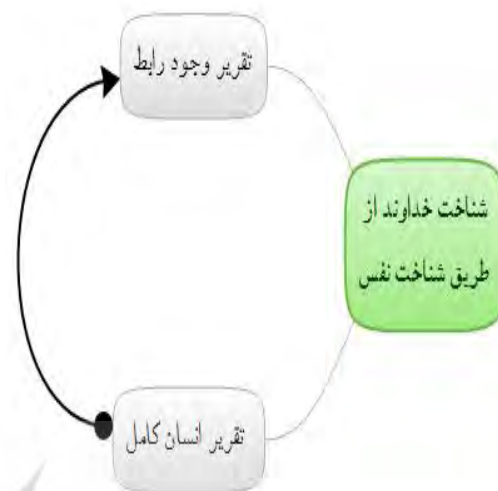 تقریر وجود رابط
شناخت خداوند از
طریق شناخت نفس
تقریر انسان کامل